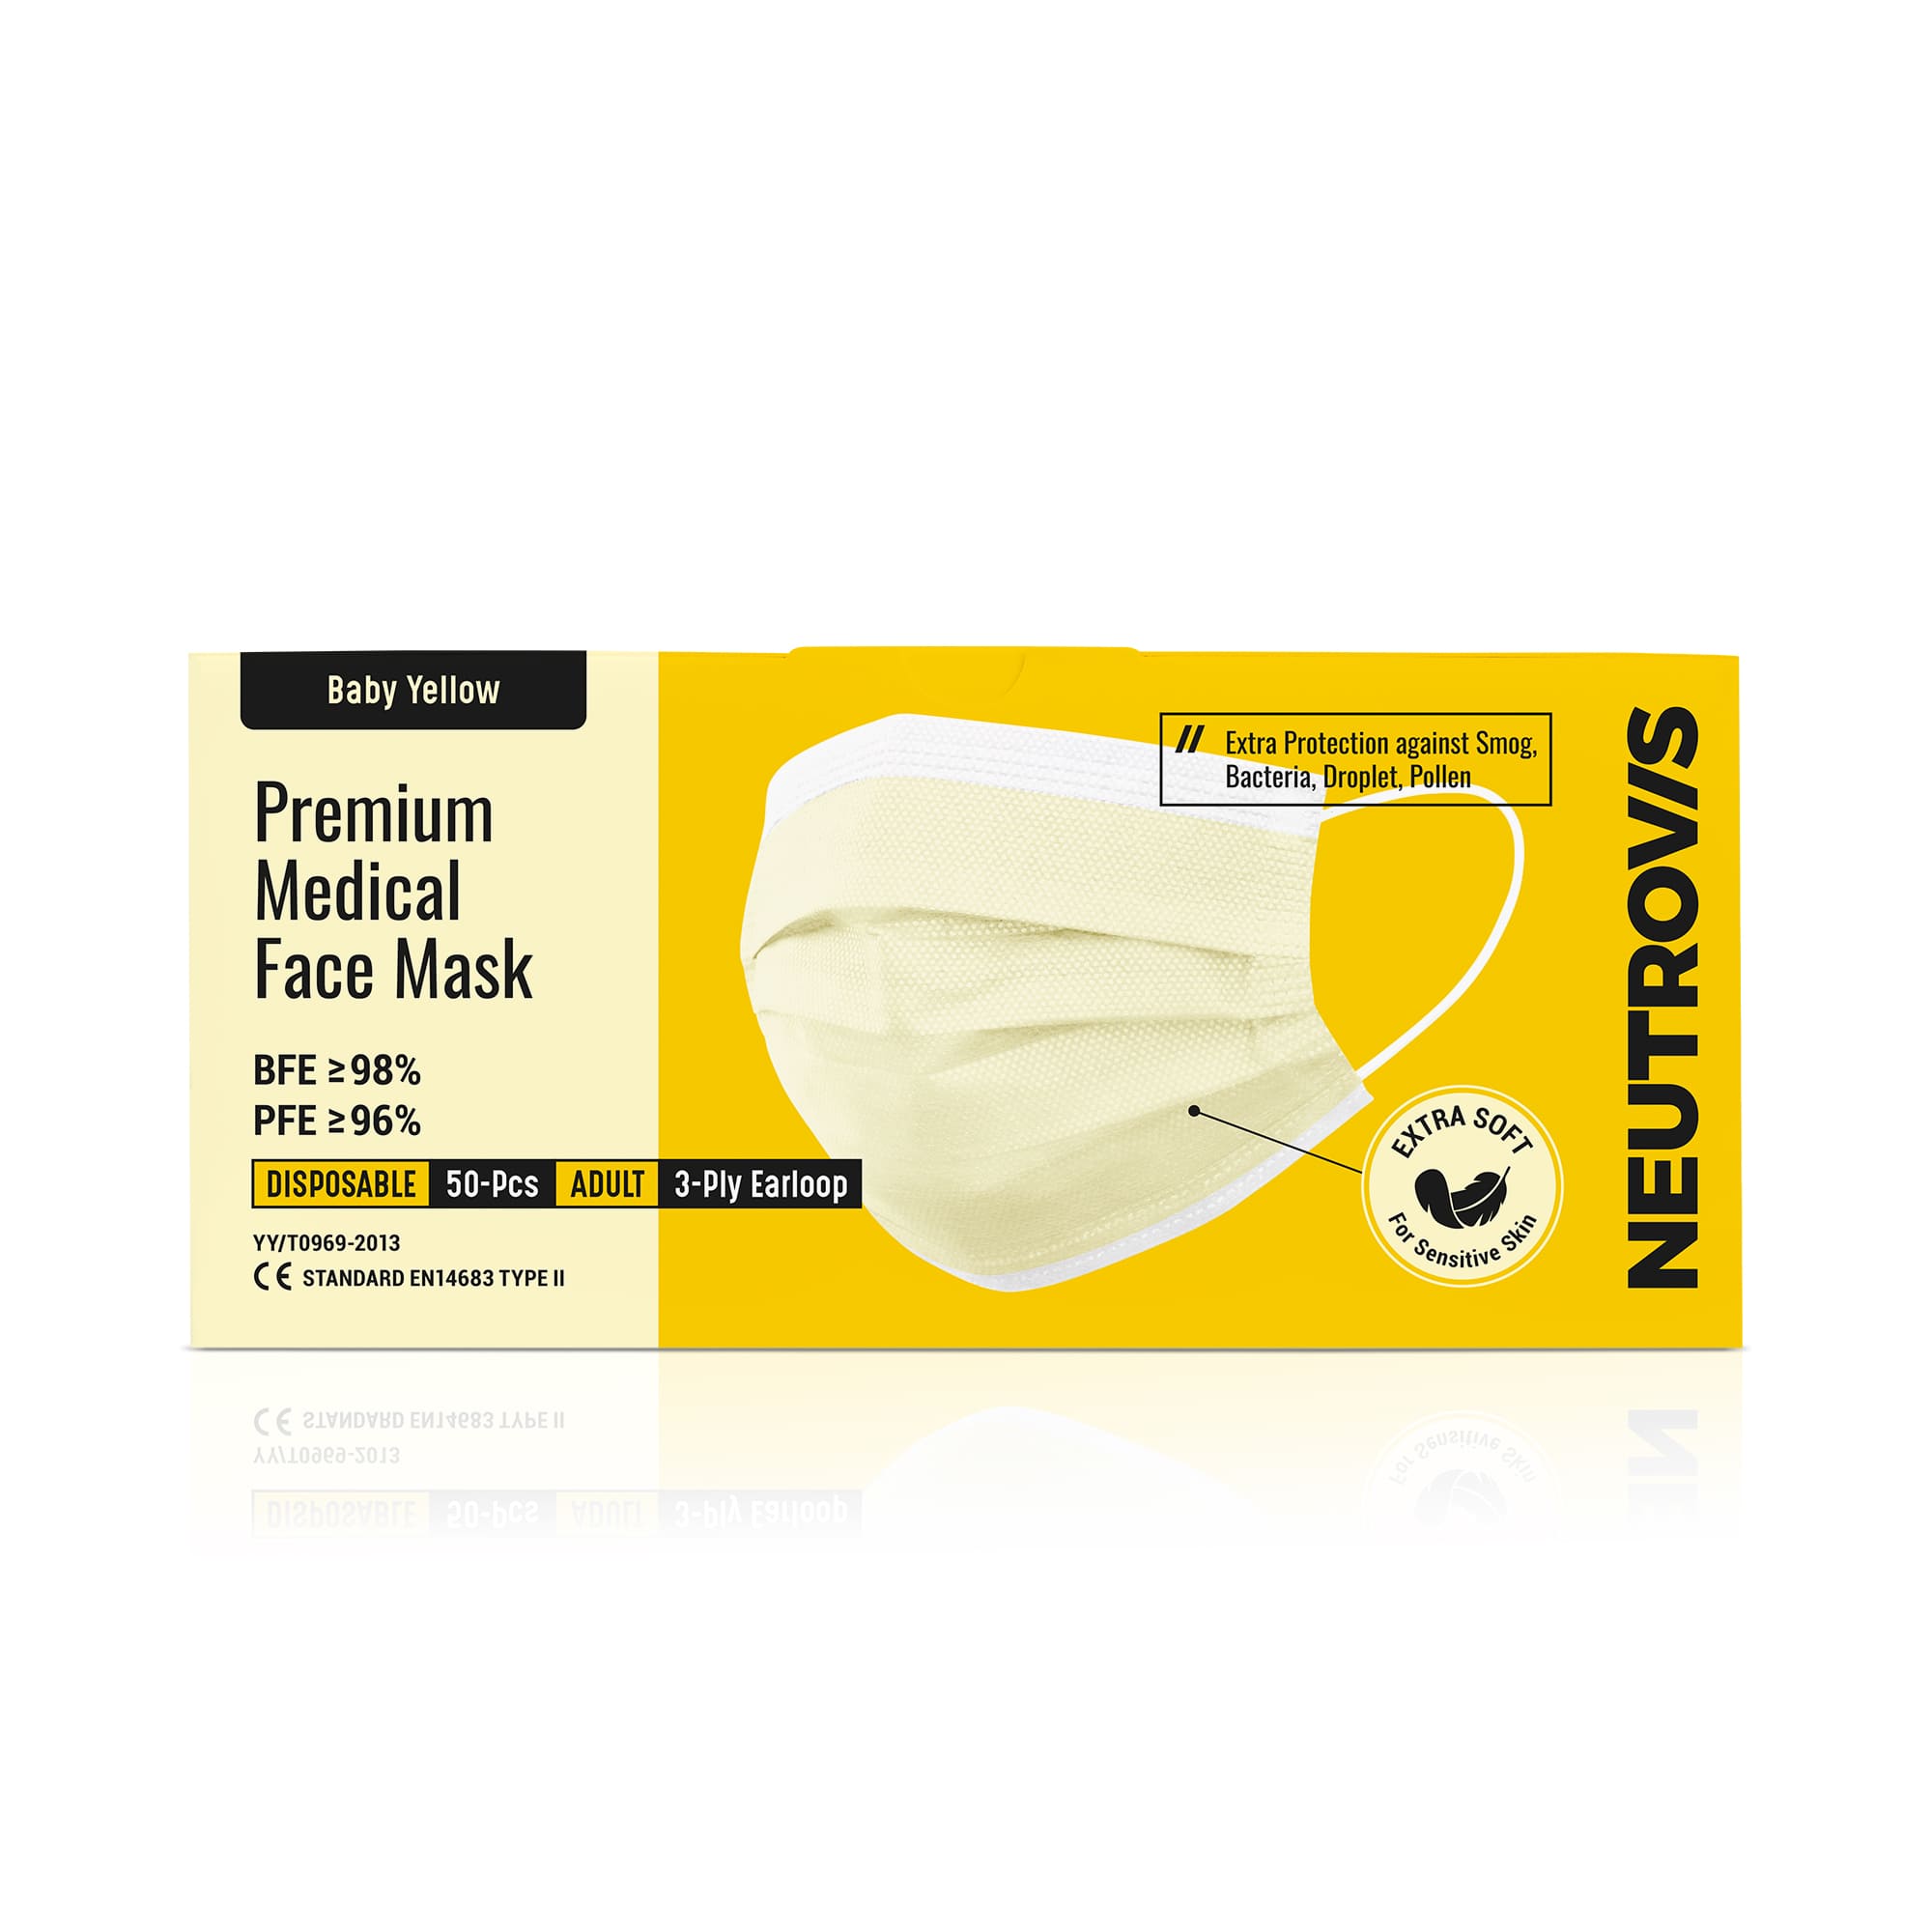 Baby Yellow
Premium
Medical
Face Mask
BFE ≥98%
PFE ≥96%
DISPOSABLE 50-Pcs ADULT 3-Ply Earloop
YY/T0969-2013
CE STANDARD EN14683 TYPE II
// Extra Protection against Smog,
Bacteria, Droplet, Pollen
EXTRA SOFT
For Sensitive Skin
NEUTROVIS